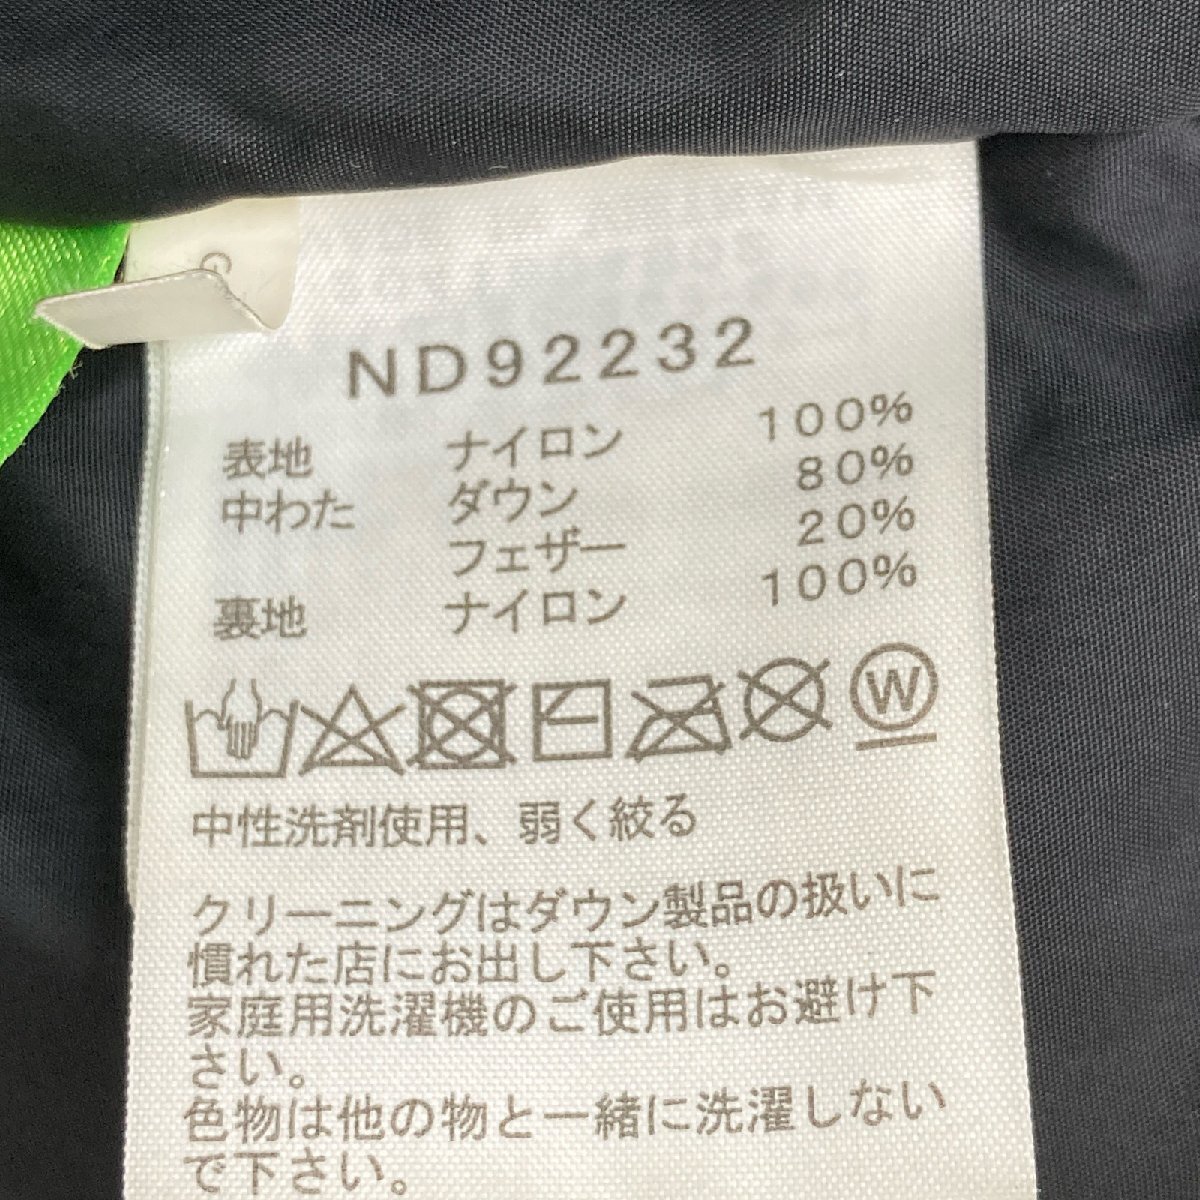 G
ND92232
表地 ナイロン 100%
中わた ダウン 80%
フェザー 20%
裏地 ナイロン 100%
W
中性洗剤使用、弱く絞る
クリーニングはダウン製品の扱いに
慣れた店にお出し下さい。
家庭用洗濯機のご使用はお避け下
さい。
色物は他の物と一緒に洗濯しない
で下さい。